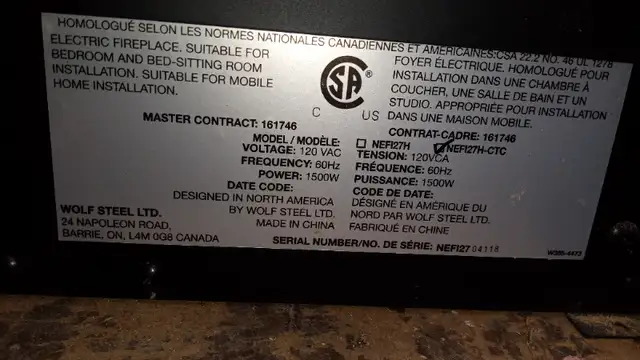 HOMOLOGUÉ SELON LES NORMES NATIONALES CANADIENNES ET AMÉRICAINES:CSA 22.2 NO. 46 UL 1278
ELECTRIC FIREPLACE. SUITABLE FOR
BEDROOM AND BED-SITTING ROOM
INSTALLATION. SUITABLE FOR MOBILE
HOME INSTALLATION.
C US
FOYER ÉLECTRIQUE. HOMOLOGUÉ POUR
INSTALLATION DANS UNE CHAMBRE À
COUCHER, UNE SALLE DE BAIN ET UN
STUDIO. APPROPRIÉE POUR INSTALLATION
DANS UNE MAISON MOBILE.
MASTER CONTRACT: 161746
CONTRAT-CADRE: 161746
MODEL / MODÈLE: NEFI27H NEFI27H-CTC
VOLTAGE: 120 VAC
FREQUENCY: 60Hz
POWER: 1500W
DATE CODE:
TENSION: 120VCA
FRÉQUENCE: 60Hz
PUISSANCE: 1500W
CODE DE DATE:
DESIGNED IN NORTH AMERICA
BY WOLF STEEL LTD.
MADE IN CHINA
DÉSIGNÉ EN AMÉRIQUE DU
NORD PAR WOLF STEEL LTD.
FABRIQUÉ EN CHINE
WOLF STEEL LTD.
24 NAPOLEON ROAD,
BARRIE, ON, L4M 0G8 CANADA
SERIAL NUMBER/NO. DE SÉRIE: NEFI27 04118
W385-4473